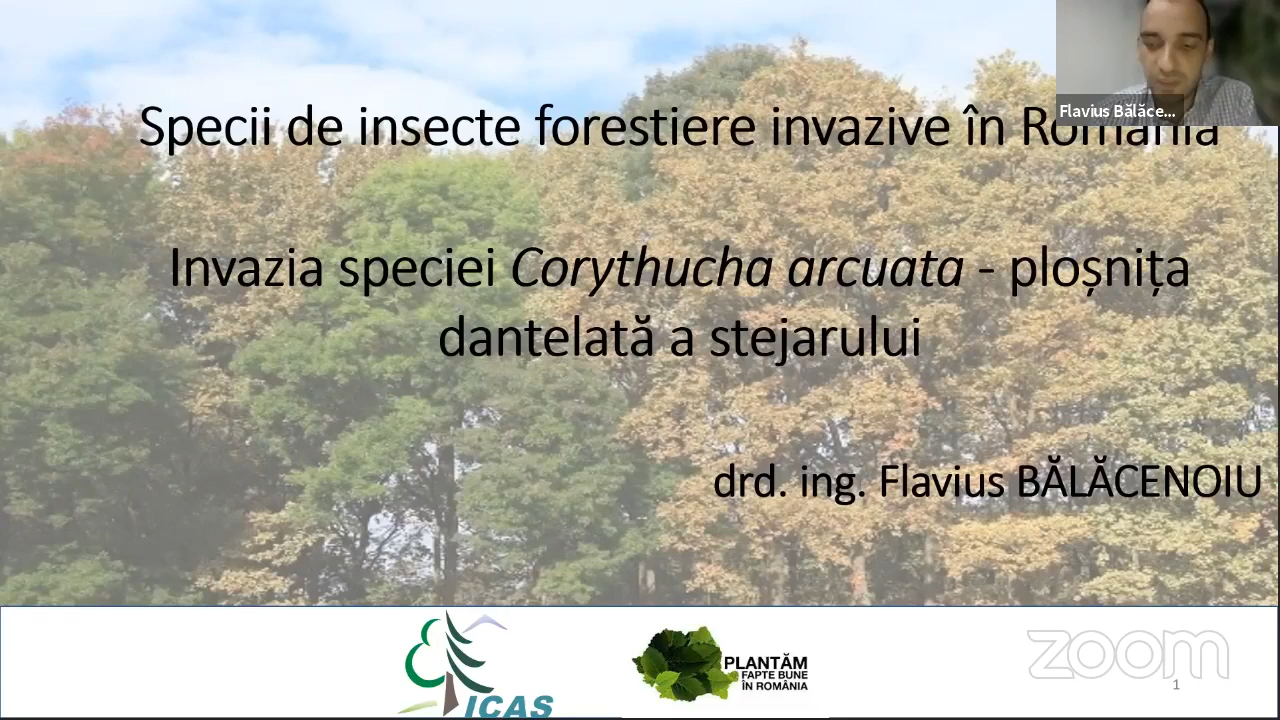 Specii de insecte forestiere invazive în România
Flavius Bălăce...
Invazia speciei Corythucha arcuata - ploșnița
dantelată a stejarului
drd. ing. Flavius BĂLĂCENOIU
ICAS
PLANTĂM
FAPTE BUNE
ÎN ROMÂNIA
zoom
1